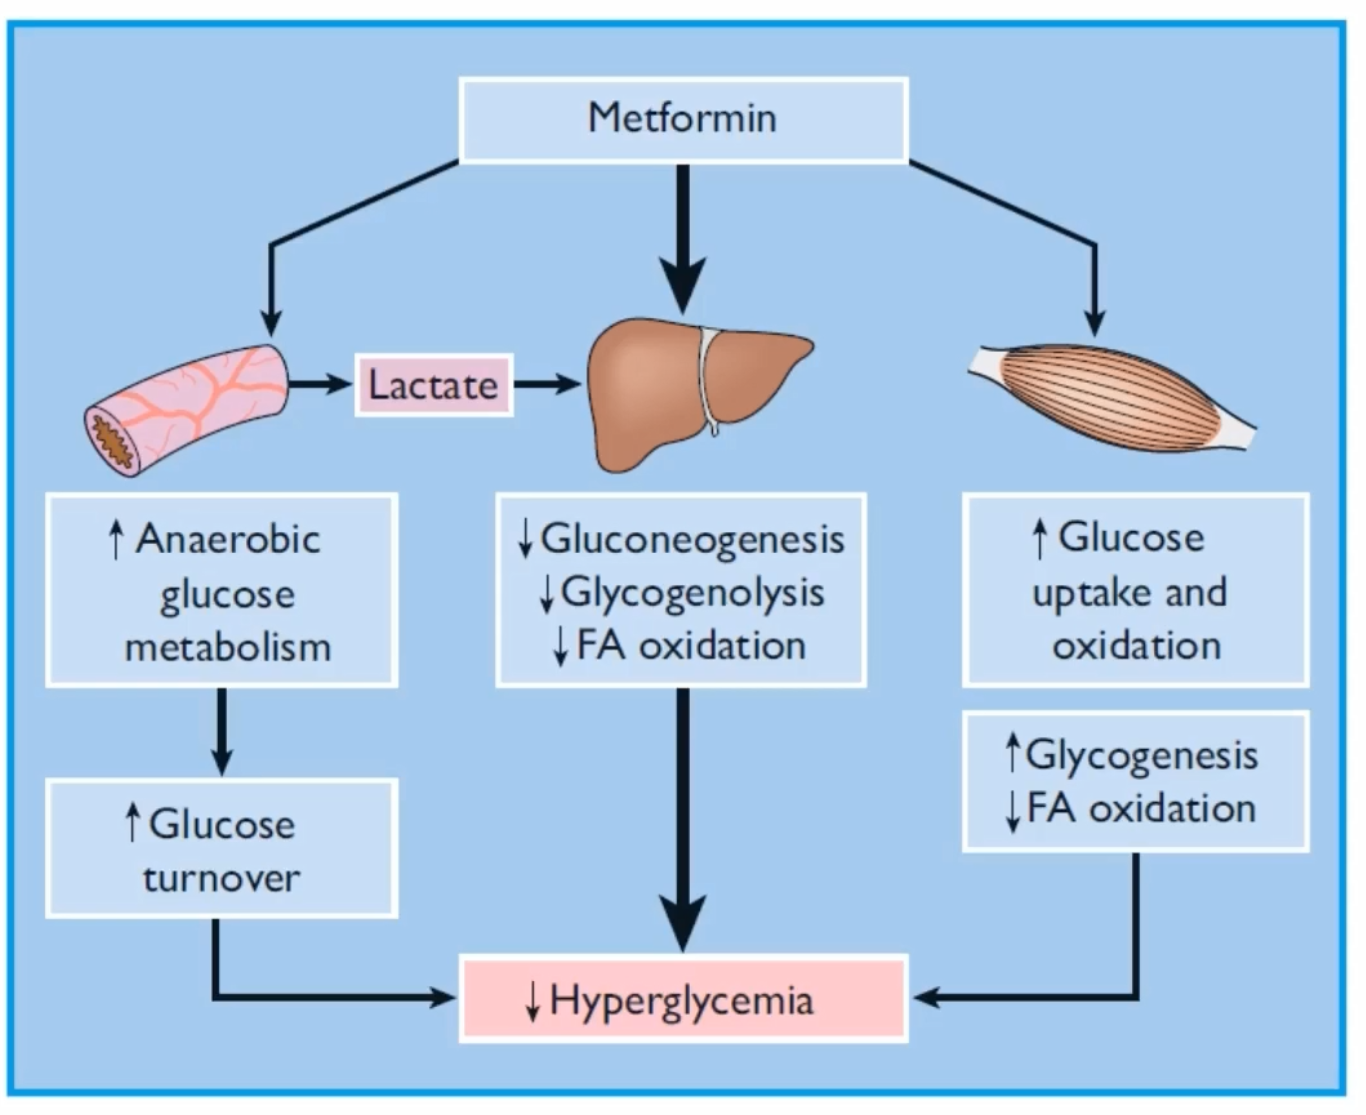 Metformin
Lactate
↑ Anaerobic
glucose
metabolism
↓ Gluconeogenesis
↓ Glycogenolysis
↓ FA oxidation
↑ Glucose
uptake and
oxidation
↑ Glycogenesis
↓ FA oxidation
↑ Glucose
turnover
↓ Hyperglycemia